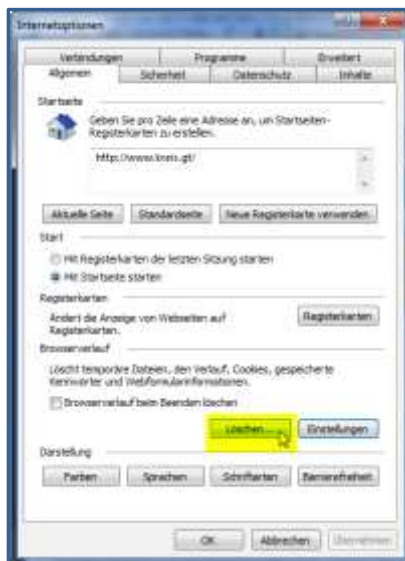 Internetoptionen
Verbindungen Programme Erweitert
Allgemein Sicherheit Datenschutz Inhalte
Startseite
Geben Sie pro Zeile eine Adresse an, um Startseiten-
Registerkarten zu erstellen.
http://www.kreis.gt/
Aktuelle Seite Standardseite Neue Registerkarte verwenden
Start
Mit Registerkarten der letzten Sitzung starten
Mit Startseite starten
Registerkarten
Ändert die Anzeige von Webseiten auf
Registerkarten.
Registerkarten
Browserverlauf
Löscht temporäre Dateien, den Verlauf, Cookies, gespeicherte
Kennwörter und Webformularinformationen.
Browserverlauf beim Beenden löschen
Löschen... Einstellungen
Darstellung
Farben Sprachen Schriftarten Barrierefreiheit
OK Abbrechen Übernehmen